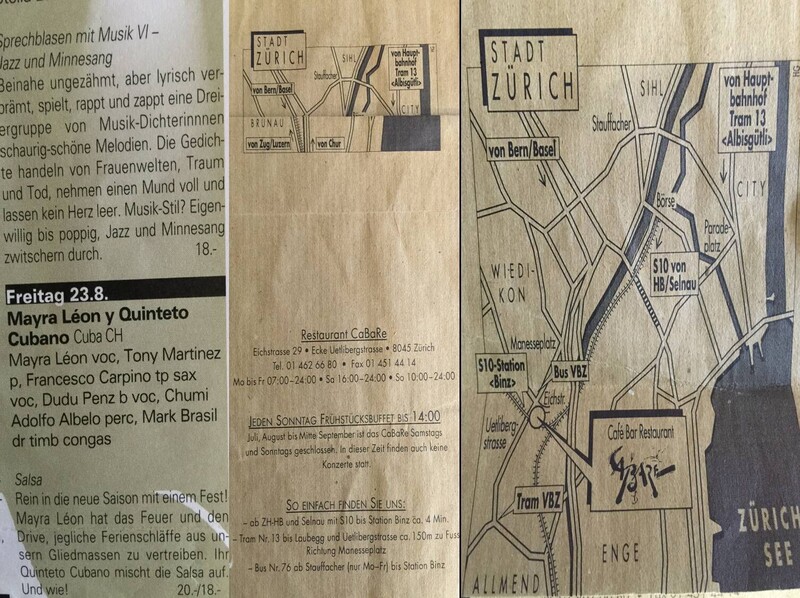 Sprechblasen mit Musik VI –
Jazz und Minnesang
Beinahe ungezähmt, aber lyrisch ver-
brämt, spielt, rappt und zappt eine Drei-
ergruppe von Musik-Dichterinnnen
schaurig-schöne Melodien. Die Gedich-
te handeln von Frauenwelten, Traum
und Tod, nehmen einen Mund voll und
lassen kein Herz leer. Musik-Stil? Eigen-
willig bis poppig, Jazz und Minnesang
zwitschern durch. 18.-
Freitag 23.8.
Mayra Léon y Quinteto
Cubano Cuba CH
Mayra Léon voc, Tony Martinez
p, Francesco Carpino tp sax
voc, Dudu Penz b voc, Chumi
Adolfo Albelo perc, Mark Brasil
dr timb congas
Salsa
Rein in die neue Saison mit einem Fest!
Mayra Léon hat das Feuer und den
Drive, jegliche Ferienschläffe aus un-
sern Gliedmassen zu vertreiben. Ihr
Quinteto Cubano mischt die Salsa auf.
Und wie! 20.-/18.-
STADT
ZÜRICH
SIHL
Stauffacher
von Haupt-
bahnhof
Tram 13
<Albisgütli>
von Bern/Basel
CITY
BRUNAU
von Zug/Luzern
von Chur
Restaurant CaBaRe
Eichstrasse 29 • Ecke Uetlibergstrasse • 8045 Zürich
Tel. 01 462 66 80 • Fax 01 451 44 14
Mo bis Fr 07:00–24:00 • Sa 16:00–24:00 • So 10:00–24:00
Jeden Sonntag Frühstücksbuffet bis 14:00
Juli, August bis Mitte September ist das CaBaRe Samstags
und Sonntags geschlossen. In dieser Zeit finden auch keine
Konzerte statt.
So einfach finden Sie uns:
– ab ZH-HB und Selnau mit S10 bis Station Binz ca. 4 Min.
– Tram Nr. 13 bis Laubegg und Uetlibergstrasse ca. 150m zu Fuss
Richtung Manesseplatz
– Bus Nr. 76 ab Stauffacher (nur Mo–Fr) bis Station Binz
STADT
ZÜRICH
SIHL
Stauffacher
von Haupt-
bahnhof
Tram 13
<Albisgütli>
von Bern/Basel
CITY
Börse
Parade-
platz
S10 von
HB/Selnau
WIEDI-
KON
Manesseplatz
S10-Station
<Binz>
Bus VBZ
Eichstr.
Uetliberg-
strasse
Café Bar Restaurant
CABARE
Tram VBZ
ZÜRICH
SEE
ENGE
ALLMEND